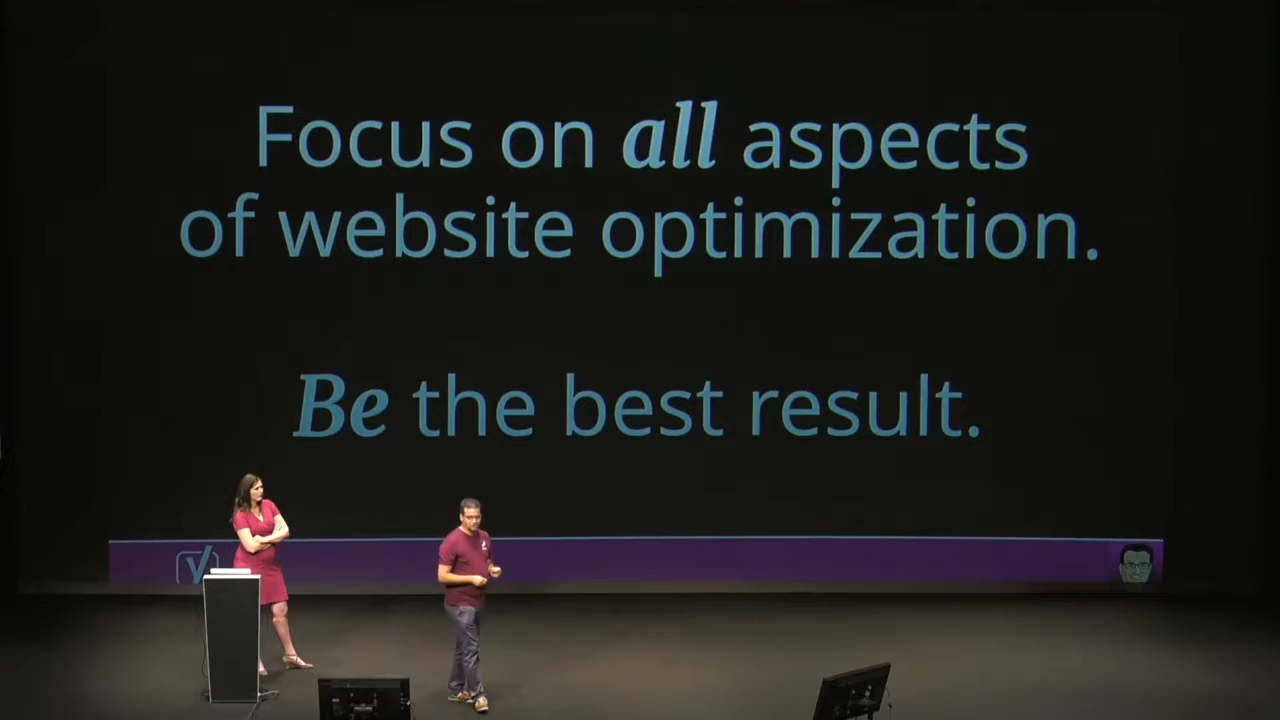 Focus on all aspects
of website optimization.
Be the best result.